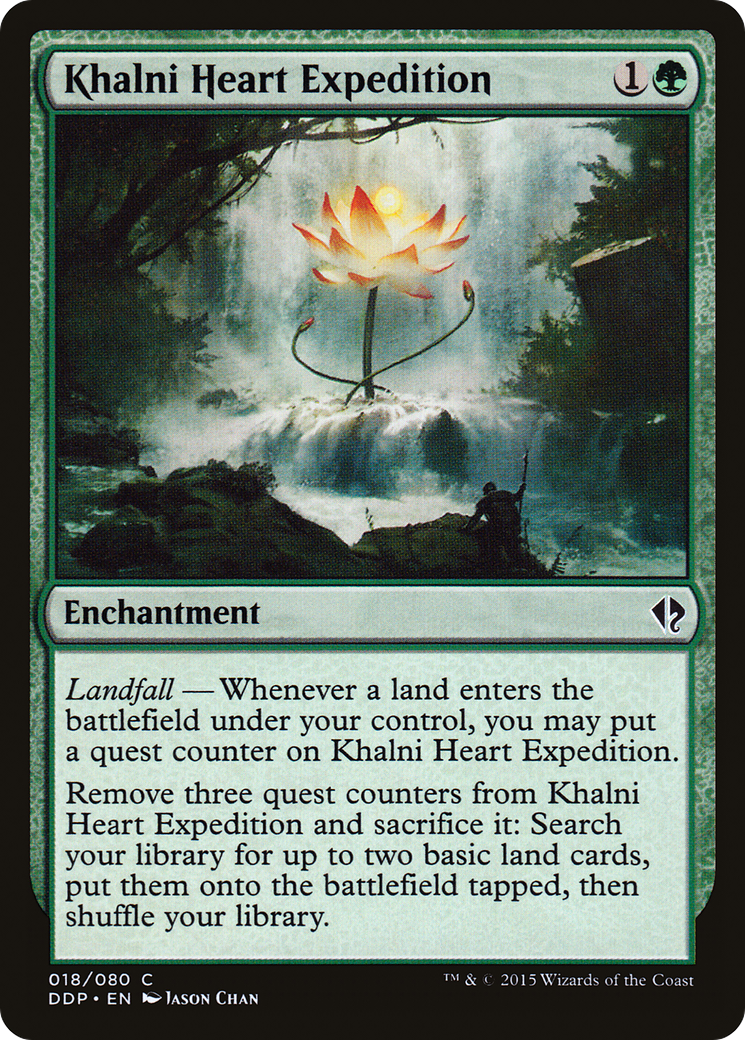 Khalni Heart Expedition 1
Enchantment
Landfall — Whenever a land enters the
battlefield under your control, you may put
a quest counter on Khalni Heart Expedition.
Remove three quest counters from Khalni
Heart Expedition and sacrifice it: Search
your library for up to two basic land cards,
put them onto the battlefield tapped, then
shuffle your library.
018/080 C
DDP • EN Jason Chan
™ & © 2015 Wizards of the Coast